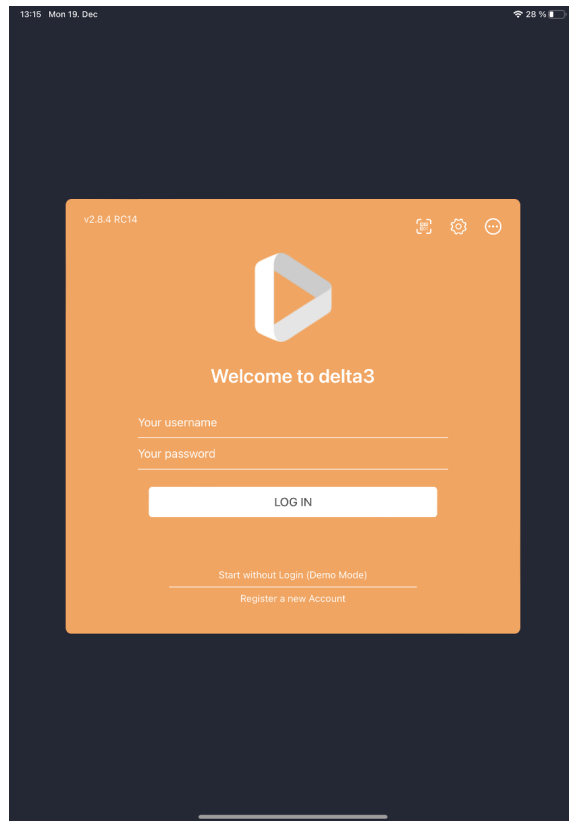 13:15 Mon 19. Dec
28 %
v2.8.4 RC14
Welcome to delta3
Your username
Your password
LOG IN
Start without Login (Demo Mode)
Register a new Account